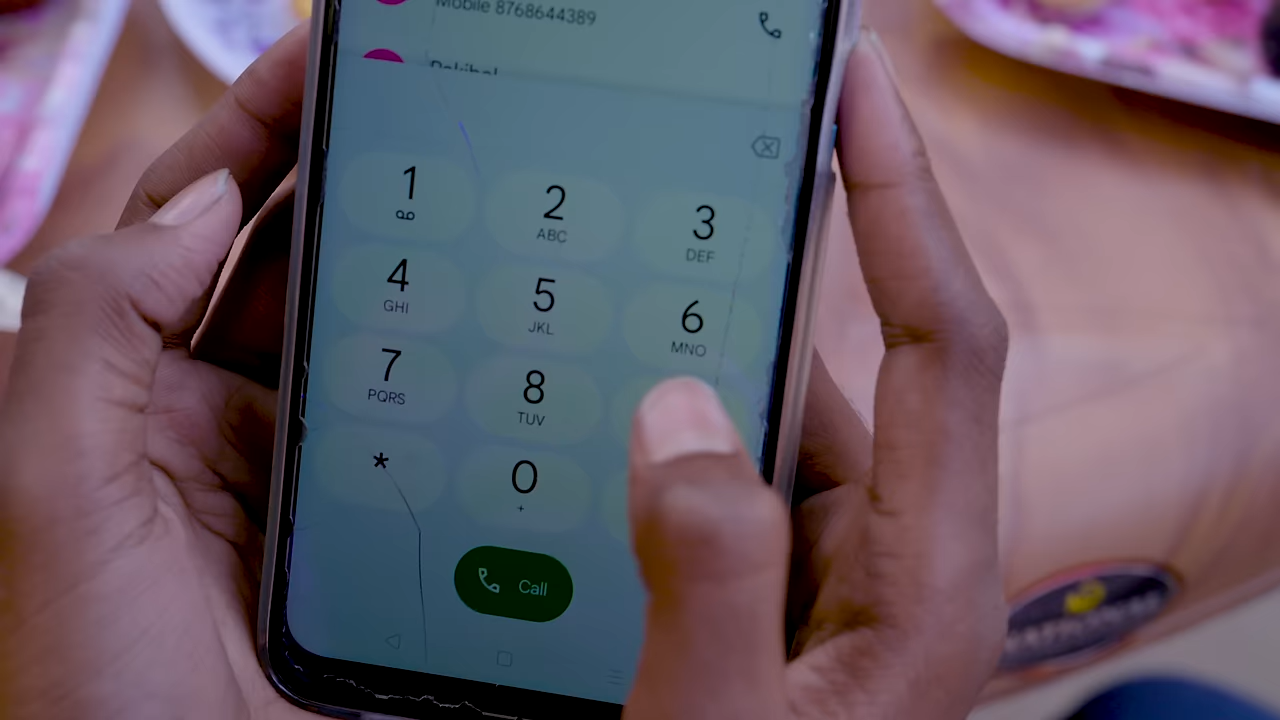 Mobile 8768644389
1
2
ABC
3
DEF
4
GHI
5
JKL
6
MNO
7
PQRS
8
TUV
*
0
+
Call